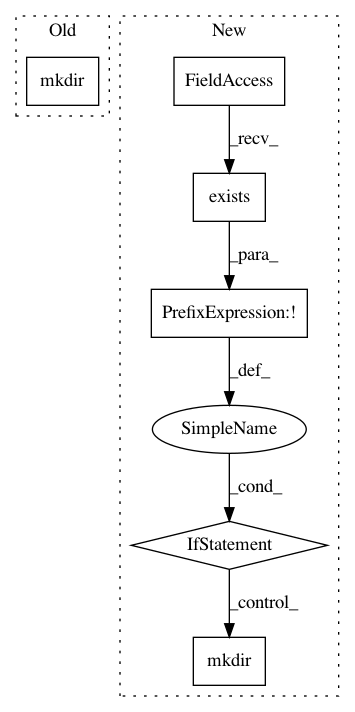 Old
mkdir
New
FieldAccess
_recv_
exists
_para_
PrefixExpression:!
_def_
SimpleName
_cond_
IfStatement
_control_
mkdir